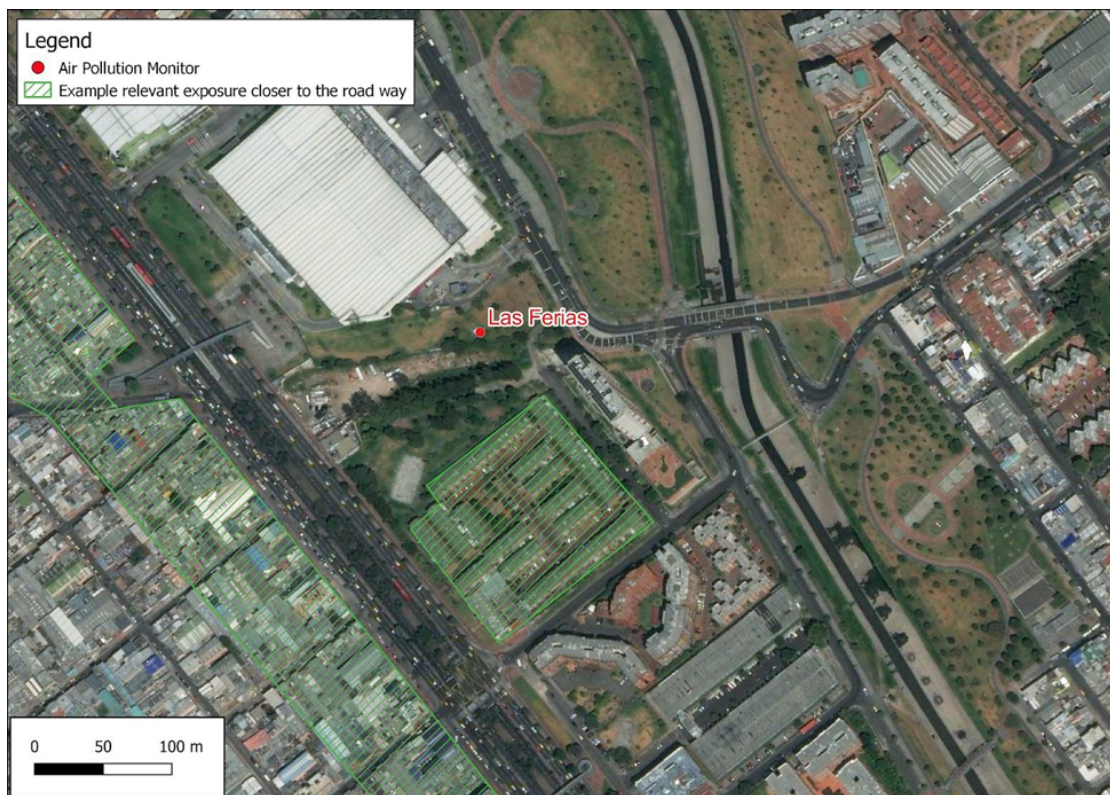 Legend
Air Pollution Monitor
Example relevant exposure closer to the road way
Las Ferias
0 50 100 m